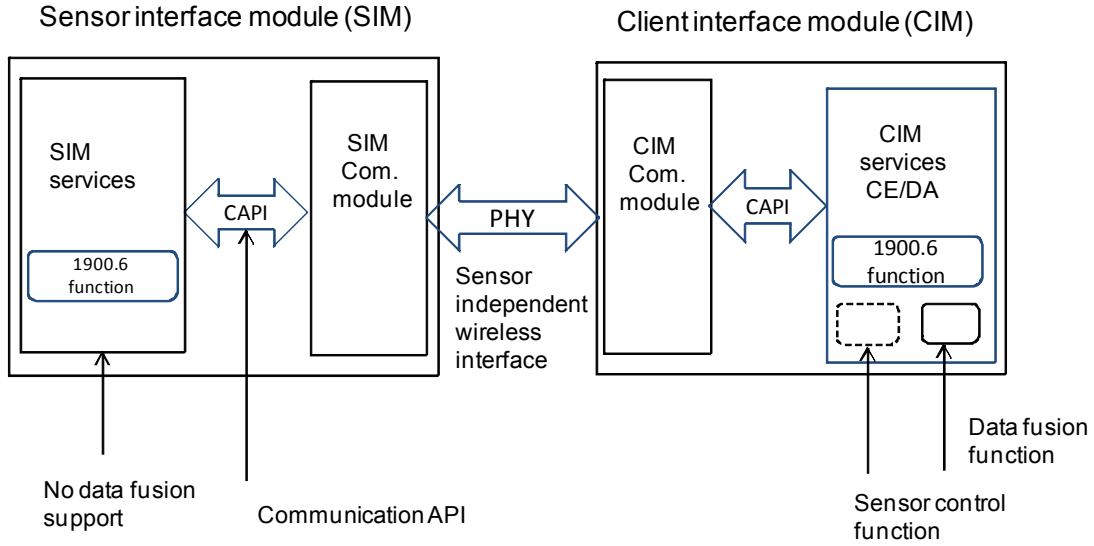 Sensor interface module (SIM)
Client interface module (CIM)
SIM
services
CAPI
SIM
Com.
module
1900.6
function
PHY
Sensor
independent
wireless
interface
CIM
Com.
module
CAPI
CIM
services
CE/DA
1900.6
function
No data fusion
support
Communication API
Data fusion
function
Sensor control
function